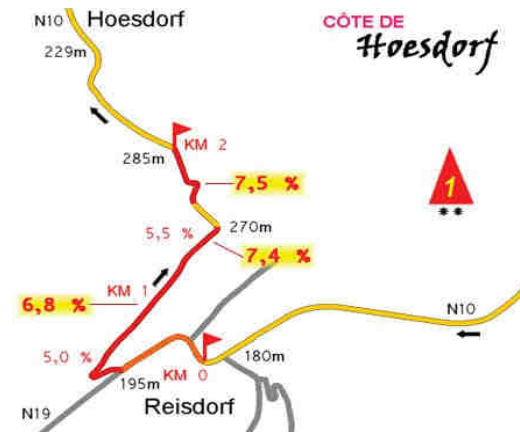 N10 Hoesdorf
CÔTE DE
Hoesdorf
229m
KM 2
285m
7,5 %
1
**
5,5 %
270m
7,4 %
KM 1
6,8 %
N10
5,0 %
180m
195m
KM 0
Reisdorf
N19